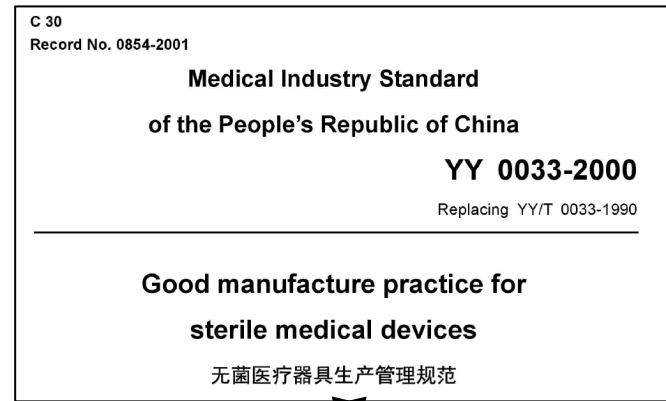 C 30
Record No. 0854-2001
Medical Industry Standard
of the People's Republic of China
YY 0033-2000
Replacing YY/T 0033-1990
Good manufacture practice for
sterile medical devices
无菌医疗器具生产管理规范